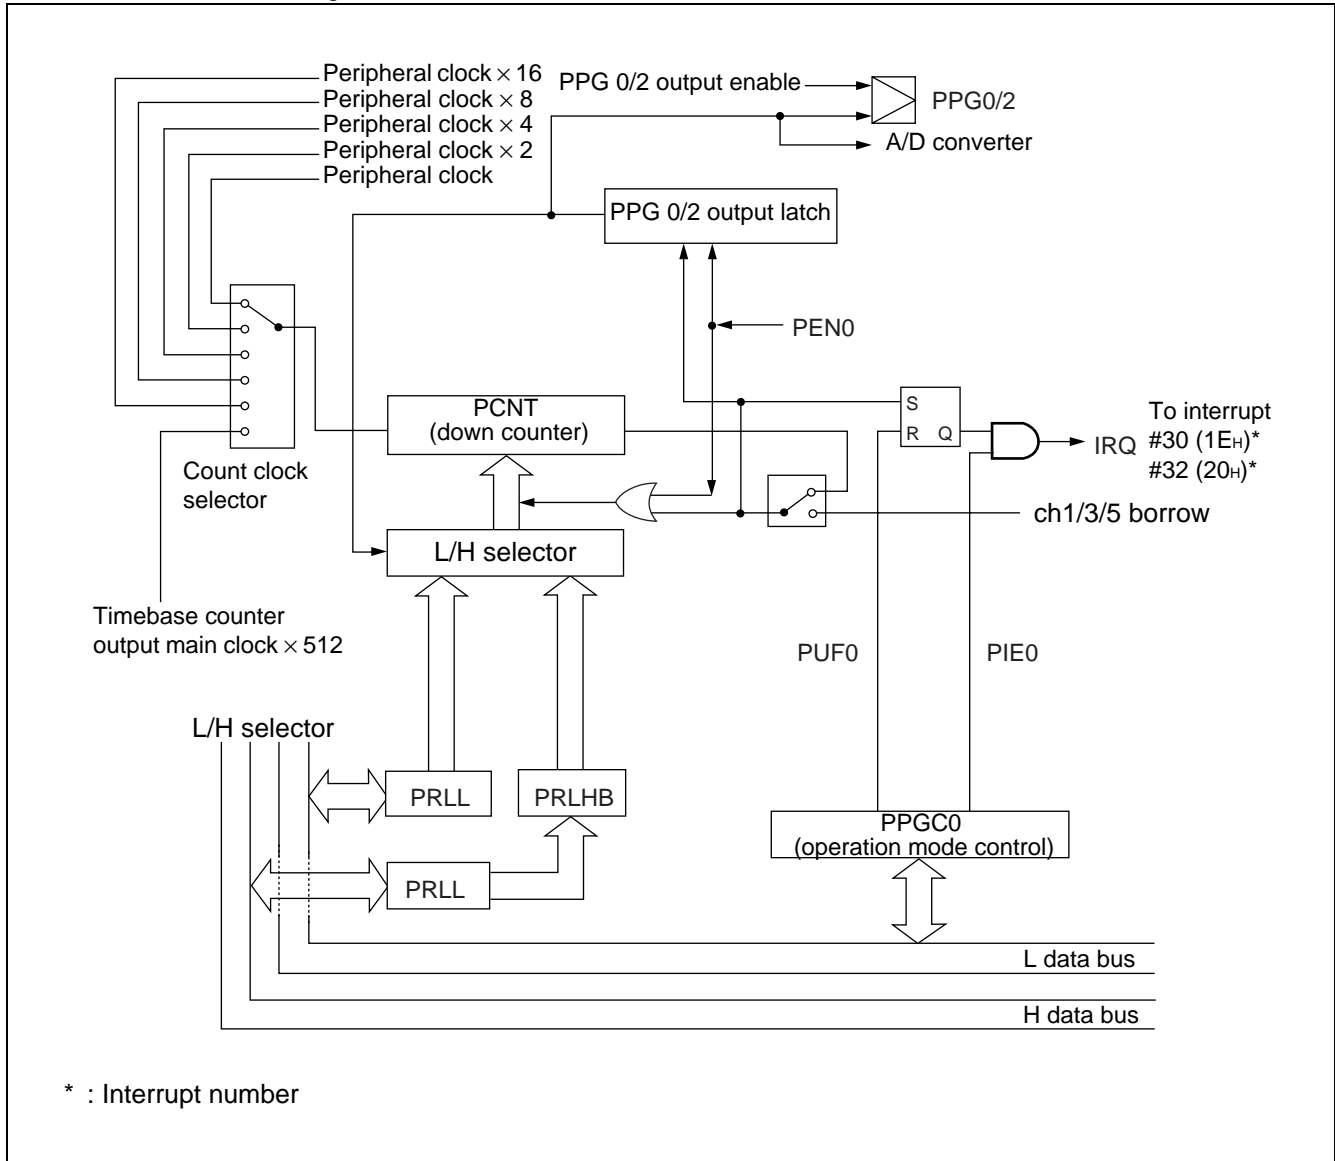 Peripheral clock × 16
Peripheral clock × 8
Peripheral clock × 4
Peripheral clock × 2
Peripheral clock
PPG 0/2 output enable
PPG0/2
A/D converter
PPG 0/2 output latch
PEN0
Count clock
selector
PCNT
(down counter)
S
R Q
IRQ
To interrupt
#30 (1EH)*
#32 (20H)*
ch1/3/5 borrow
L/H selector
Timebase counter
output main clock × 512
PUF0
PIE0
L/H selector
PRLL
PRLHB
PRLL
PPGC0
(operation mode control)
L data bus
H data bus
* : Interrupt number